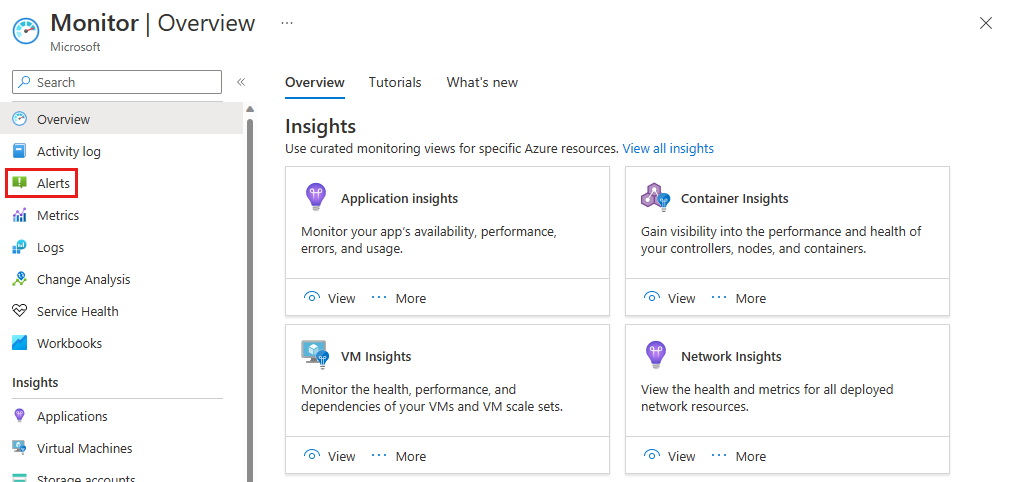 Monitor | Overview ...
Microsoft
Search
Overview
Activity log
Alerts
Metrics
Logs
Change Analysis
Service Health
Workbooks
Insights
Applications
Virtual Machines
Storage accounts
Overview Tutorials What's new
Insights
Use curated monitoring views for specific Azure resources. View all insights
Application insights
Monitor your app's availability, performance,
errors, and usage.
View ... More
Container Insights
Gain visibility into the performance and health of
your controllers, nodes, and containers.
View ... More
VM Insights
Monitor the health, performance, and
dependencies of your VMs and VM scale sets.
View ... More
Network Insights
View the health and metrics for all deployed
network resources.
View ... More